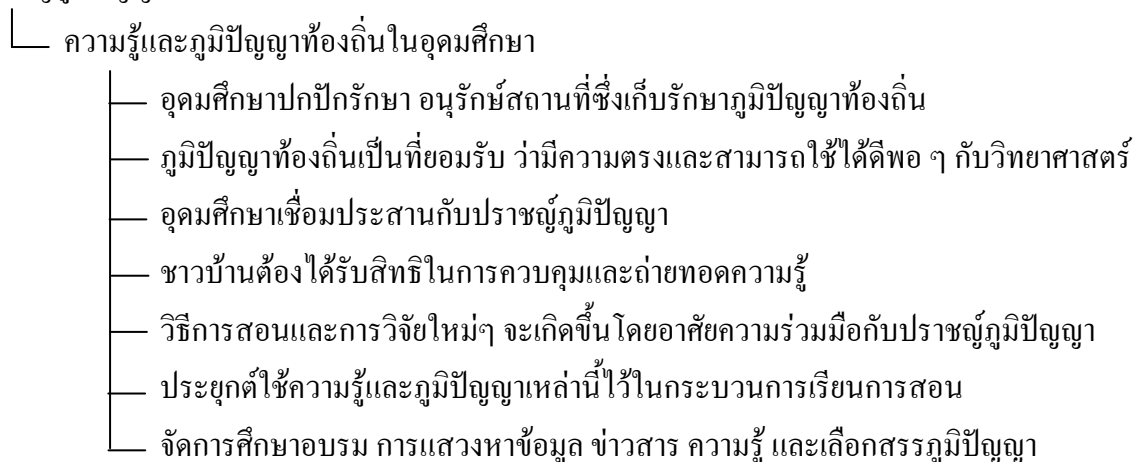 ความรู้และภูมิปัญญาท้องถิ่นในอุดมศึกษา
อุดมศึกษาปกปักรักษา อนุรักษ์สถานที่ซึ่งเก็บรักษาภูมิปัญญาท้องถิ่น
ภูมิปัญญาท้องถิ่นเป็นที่ยอมรับ ว่ามีความตรงและสามารถใช้ได้ดีพอ ๆ กับวิทยาศาสตร์
อุดมศึกษาเชื่อมประสานกับปราชญ์ภูมิปัญญา
ชาวบ้านต้องได้รับสิทธิในการควบคุมและถ่ายทอดความรู้
วิธีการสอนและการวิจัยใหม่ๆ จะเกิดขึ้นโดยอาศัยความร่วมมือกับปราชญ์ภูมิปัญญา
ประยุกต์ใช้ความรู้และภูมิปัญญาเหล่านี้ไว้ในกระบวนการเรียนการสอน
จัดการศึกษาอบรม การแสวงหาข้อมูล ข่าวสาร ความรู้ และเลือกสรรภูมิปัญญา